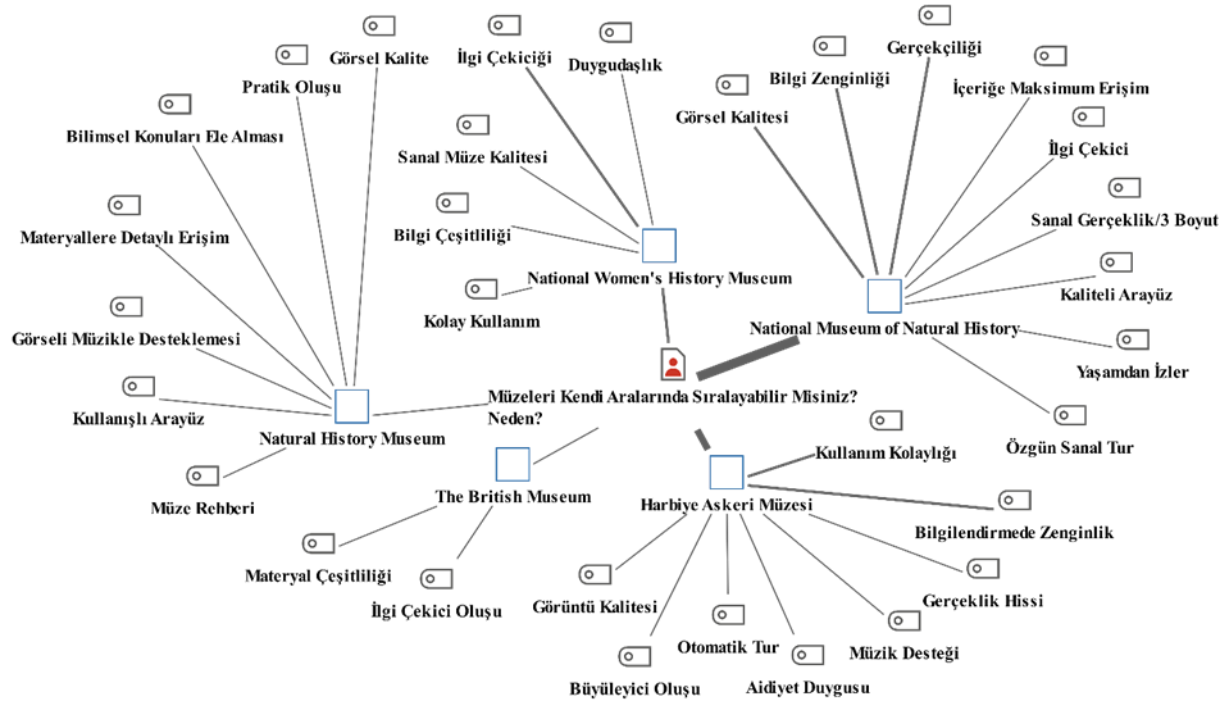 Görsel Kalite
Pratik Oluşu
Bilimsel Konuları Ele Alması
Materyallere Detaylı Erişim
Görseli Müzikle Desteklemesi
Kullanışlı Arayüz
Müze Rehberi
Natural History Museum
İlgi Çekiciği
Duygudaşlık
Sanal Müze Kalitesi
Bilgi Çeşitliliği
Kolay Kullanım
National Women's History Museum
Gerçekçiliği
Bilgi Zenginliği
Görsel Kalitesi
İçeriğe Maksimum Erişim
İlgi Çekici
Sanal Gerçeklik/3 Boyut
Kaliteli Arayüz
National Museum of Natural History
Yaşamdan İzler
Özgün Sanal Tur
Müzeleri Kendi Aralarında Sıralayabilir Misiniz?
Neden?
The British Museum
Materyal Çeşitliliği
İlgi Çekici Oluşu
Kullanım Kolaylığı
Harbiye Askeri Müzesi
Bilgilendirmede Zenginlik
Gerçeklik Hissi
Görüntü Kalitesi
Otomatik Tur
Müzik Desteği
Büyüleyici Oluşu
Aidiyet Duygusu